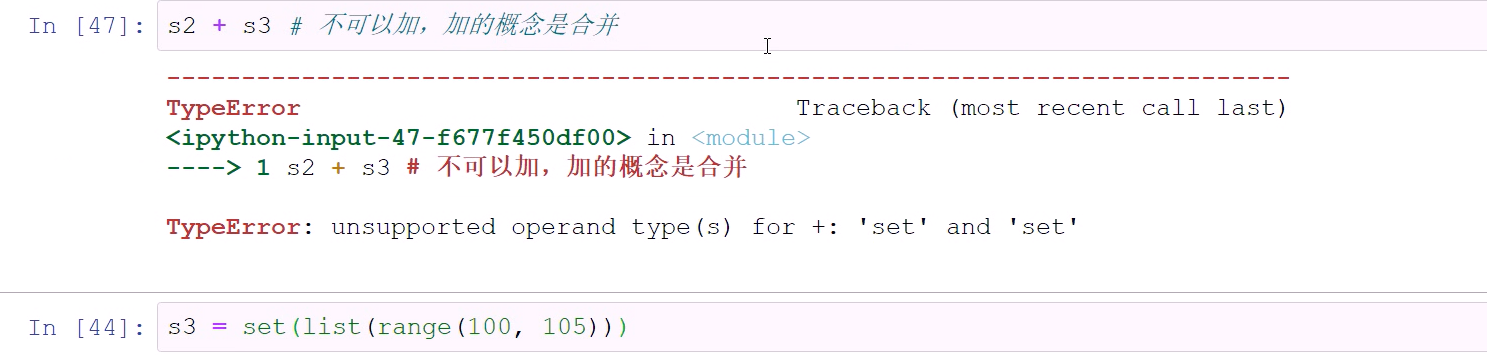 In [47]: s2 + s3 # 不可以加，加的概念是合并
---------------------------------------------------------------------------
TypeError                                 Traceback (most recent call last)
<ipython-input-47-f677f450df00> in <module>
----> 1 s2 + s3 # 不可以加，加的概念是合并
TypeError: unsupported operand type(s) for +: 'set' and 'set'
In [44]: s3 = set(list(range(100, 105)))